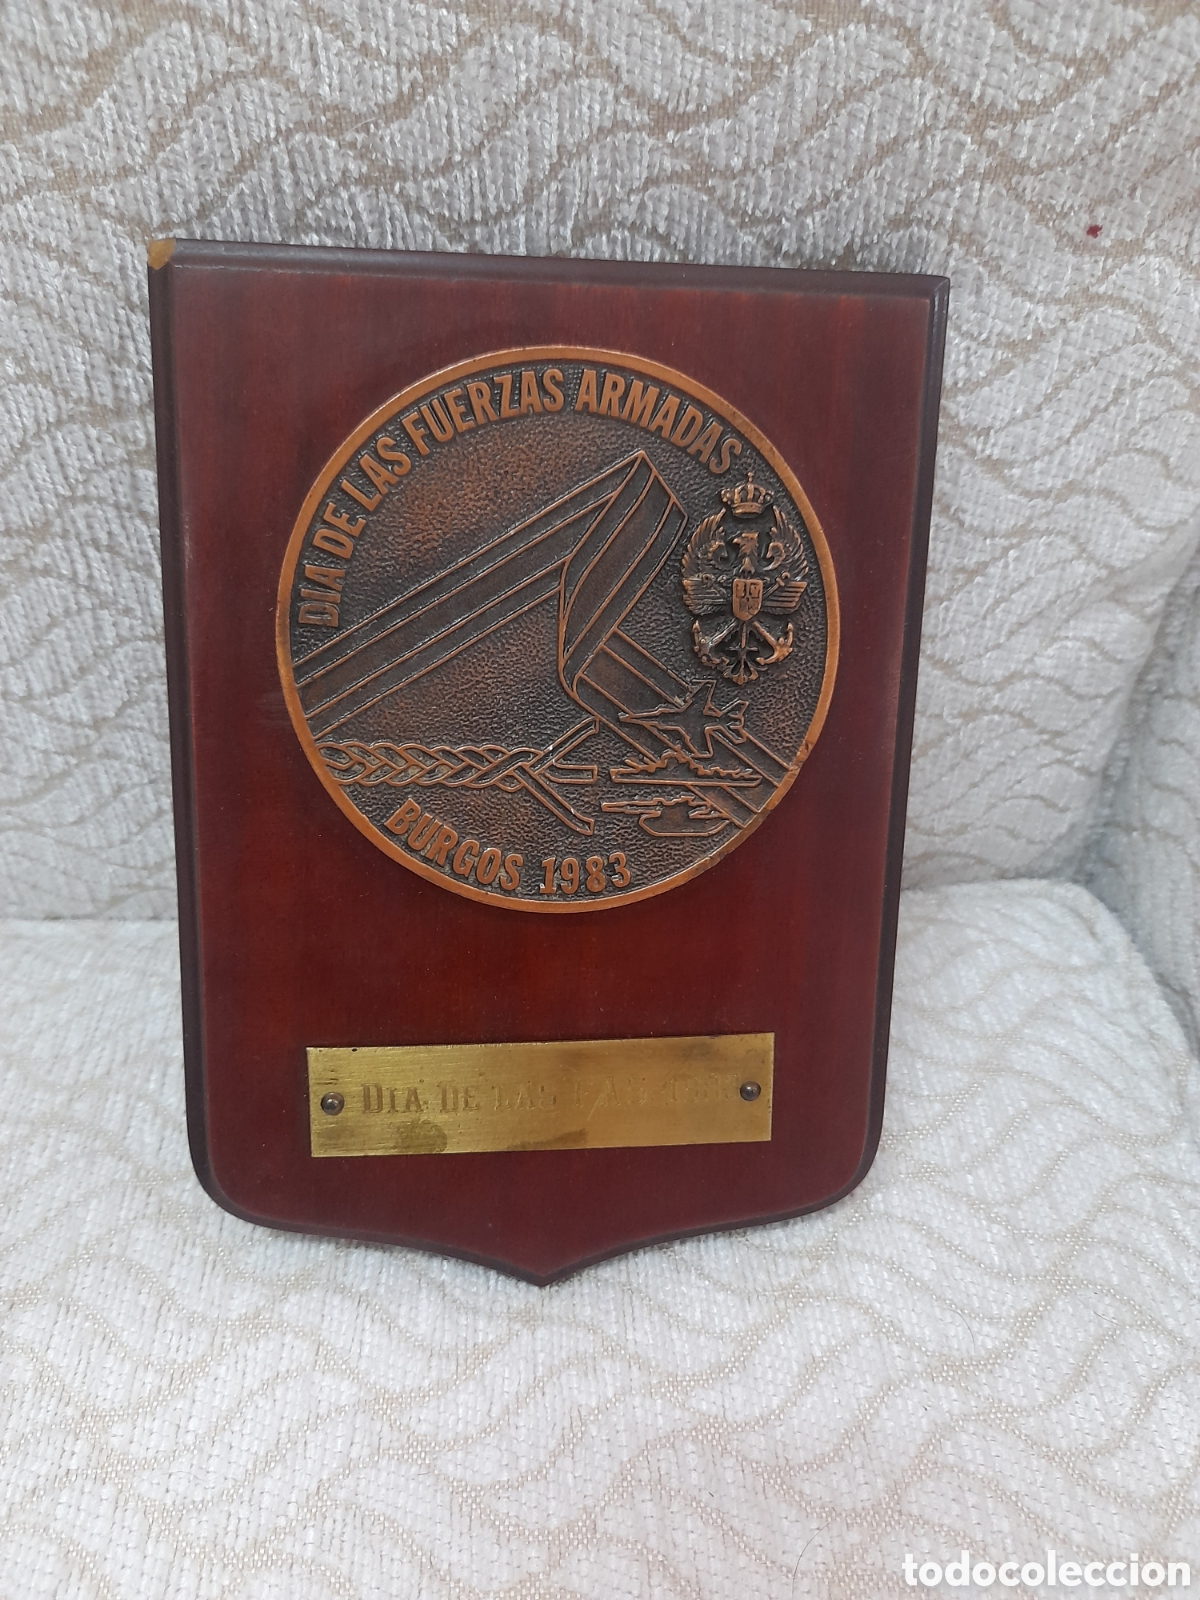 DIA DE LAS FUERZAS ARMADAS
BURGOS 1983
DIA DE LAS
todocoleccion